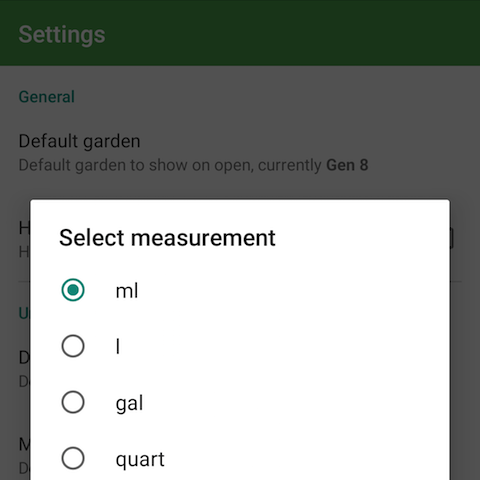 Settings
General
Default garden
Default garden to show on open, currently Gen 8
Select measurement
ml
l
gal
quart